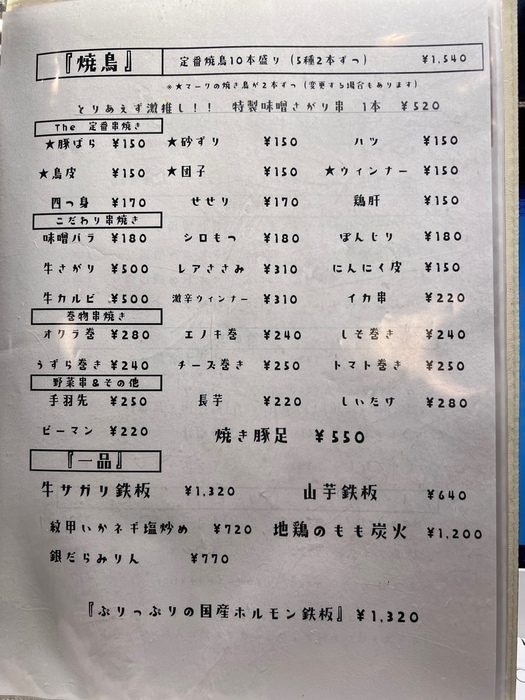 『焼鳥』 定番焼鳥10本盛り(5種2本ずつ) ¥1,540
※★マークの焼き鳥が2本ずつ(変更する場合もあります)
とりあえず激推し!! 特製味噌さがり串 1本 ¥520
The 定番串焼き
★豚ばら ¥150 ★砂ずり ¥150 ハツ ¥150
★鳥皮 ¥150 ★団子 ¥150 ★ウィンナー ¥150
四つ身 ¥170 せせり ¥170 鶏肝 ¥150
こだわり串焼き
味噌バラ ¥180 シロもつ ¥180 ぼんじり ¥180
牛さがり ¥500 レアささみ ¥310 にんにく皮 ¥150
牛カルビ ¥500 激辛ウィンナー ¥310 イカ串 ¥220
巻物串焼き
オクラ巻 ¥280 エノキ巻 ¥240 しそ巻き ¥240
うずら巻き ¥240 チーズ巻き ¥250 トマト巻き ¥250
野菜串&その他
手羽先 ¥250 長芋 ¥220 しいたけ ¥280
ピーマン ¥220 焼き豚足 ¥550
『一品』
牛サガリ鉄板 ¥1,320 山芋鉄板 ¥640
紋甲いかネギ塩炒め ¥720 地鶏のもも炭火 ¥1,200
銀だらみりん ¥770
『ぷりっぷりの国産ホルモン鉄板』 ¥1,320